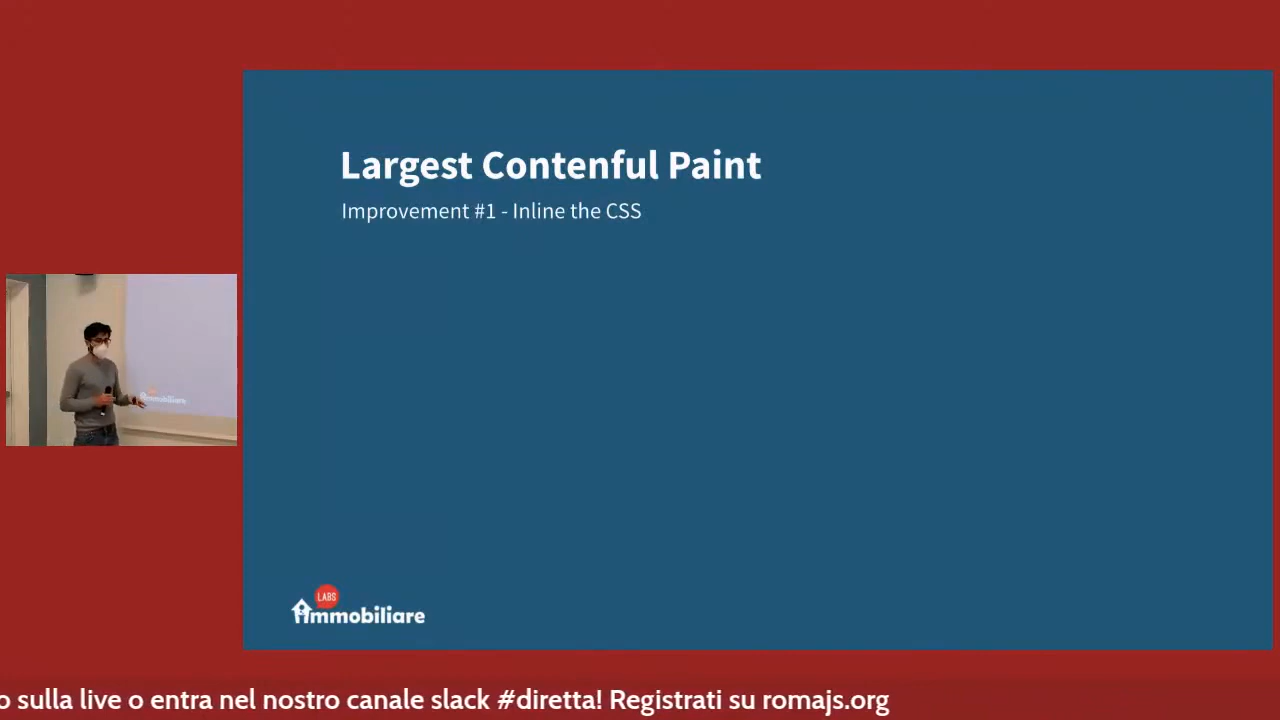 Largest Contenful Paint
Improvement #1 - Inline the CSS
immobiliare
LABS
immobiliare
o sulla live o entra nel nostro canale slack #diretta! Registrati su romajs.org